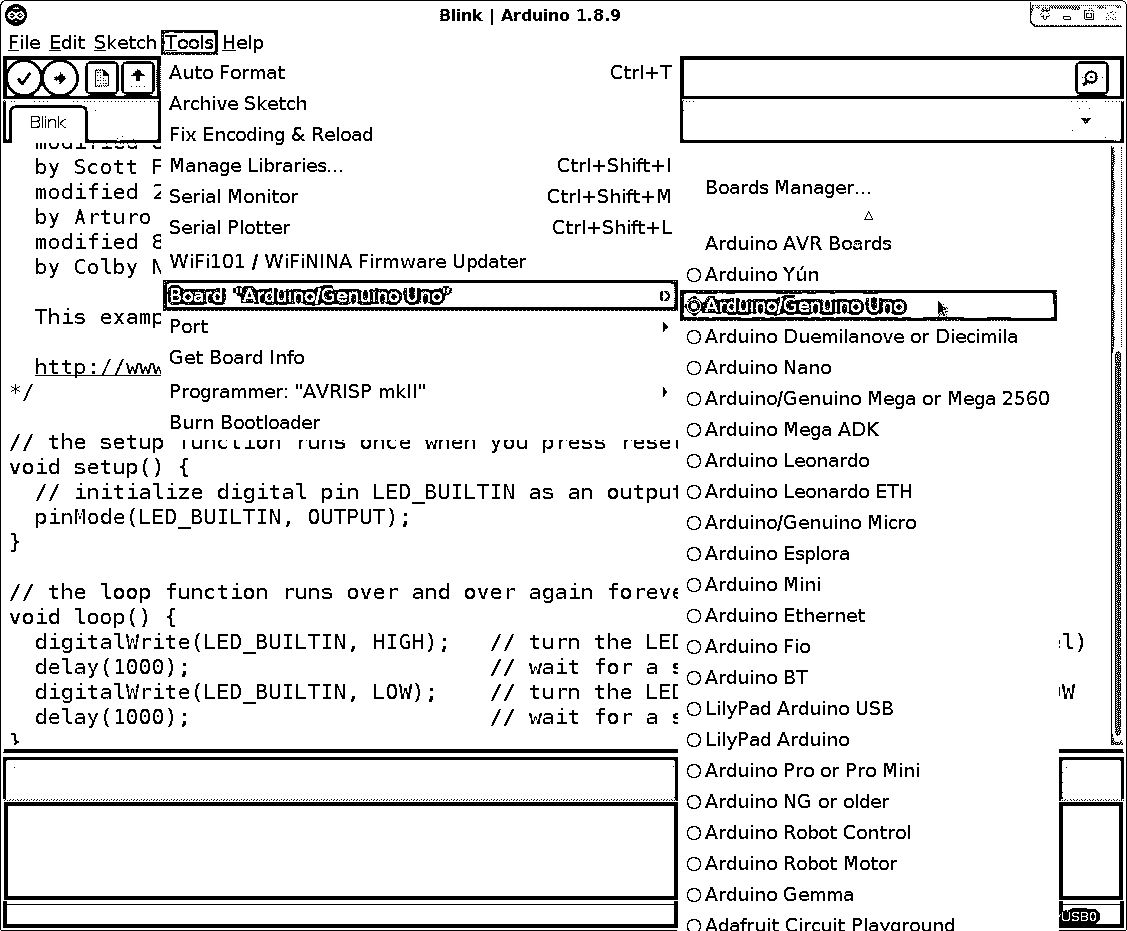 Blink | Arduino 1.8.9
File Edit Sketch Tools Help
Auto Format Ctrl+T
Archive Sketch
Fix Encoding & Reload
Manage Libraries... Ctrl+Shift+I
Serial Monitor Ctrl+Shift+M
Serial Plotter Ctrl+Shift+L
WiFi101 / WiFiNINA Firmware Updater
Board "Arduino/Genuino Uno"
Port
Get Board Info
Programmer: "AVRISP mkII"
Burn Bootloader
Boards Manager...
Arduino AVR Boards
Arduino Yún
Arduino/Genuino Uno
Arduino Duemilanove or Diecimila
Arduino Nano
Arduino/Genuino Mega or Mega 2560
Arduino Mega ADK
Arduino Leonardo
Arduino Leonardo ETH
Arduino/Genuino Micro
Arduino Esplora
Arduino Mini
Arduino Ethernet
Arduino Fio
Arduino BT
LilyPad Arduino USB
LilyPad Arduino
Arduino Pro or Pro Mini
Arduino NG or older
Arduino Robot Control
Arduino Robot Motor
Arduino Gemma
Adafruit Circuit Playground
Blink
modified
by Scott F
modified 2
by Arturo
modified 8
by Colby N
This examp
http://www
*/
// the setup function runs once when you press reset
void setup() {
// initialize digital pin LED_BUILTIN as an output
pinMode(LED_BUILTIN, OUTPUT);
}
// the loop function runs over and over again foreve
void loop() {
digitalWrite(LED_BUILTIN, HIGH); // turn the LED el)
delay(1000); // wait for a s
digitalWrite(LED_BUILTIN, LOW); // turn the LED OW
delay(1000); // wait for a s
}
USB0